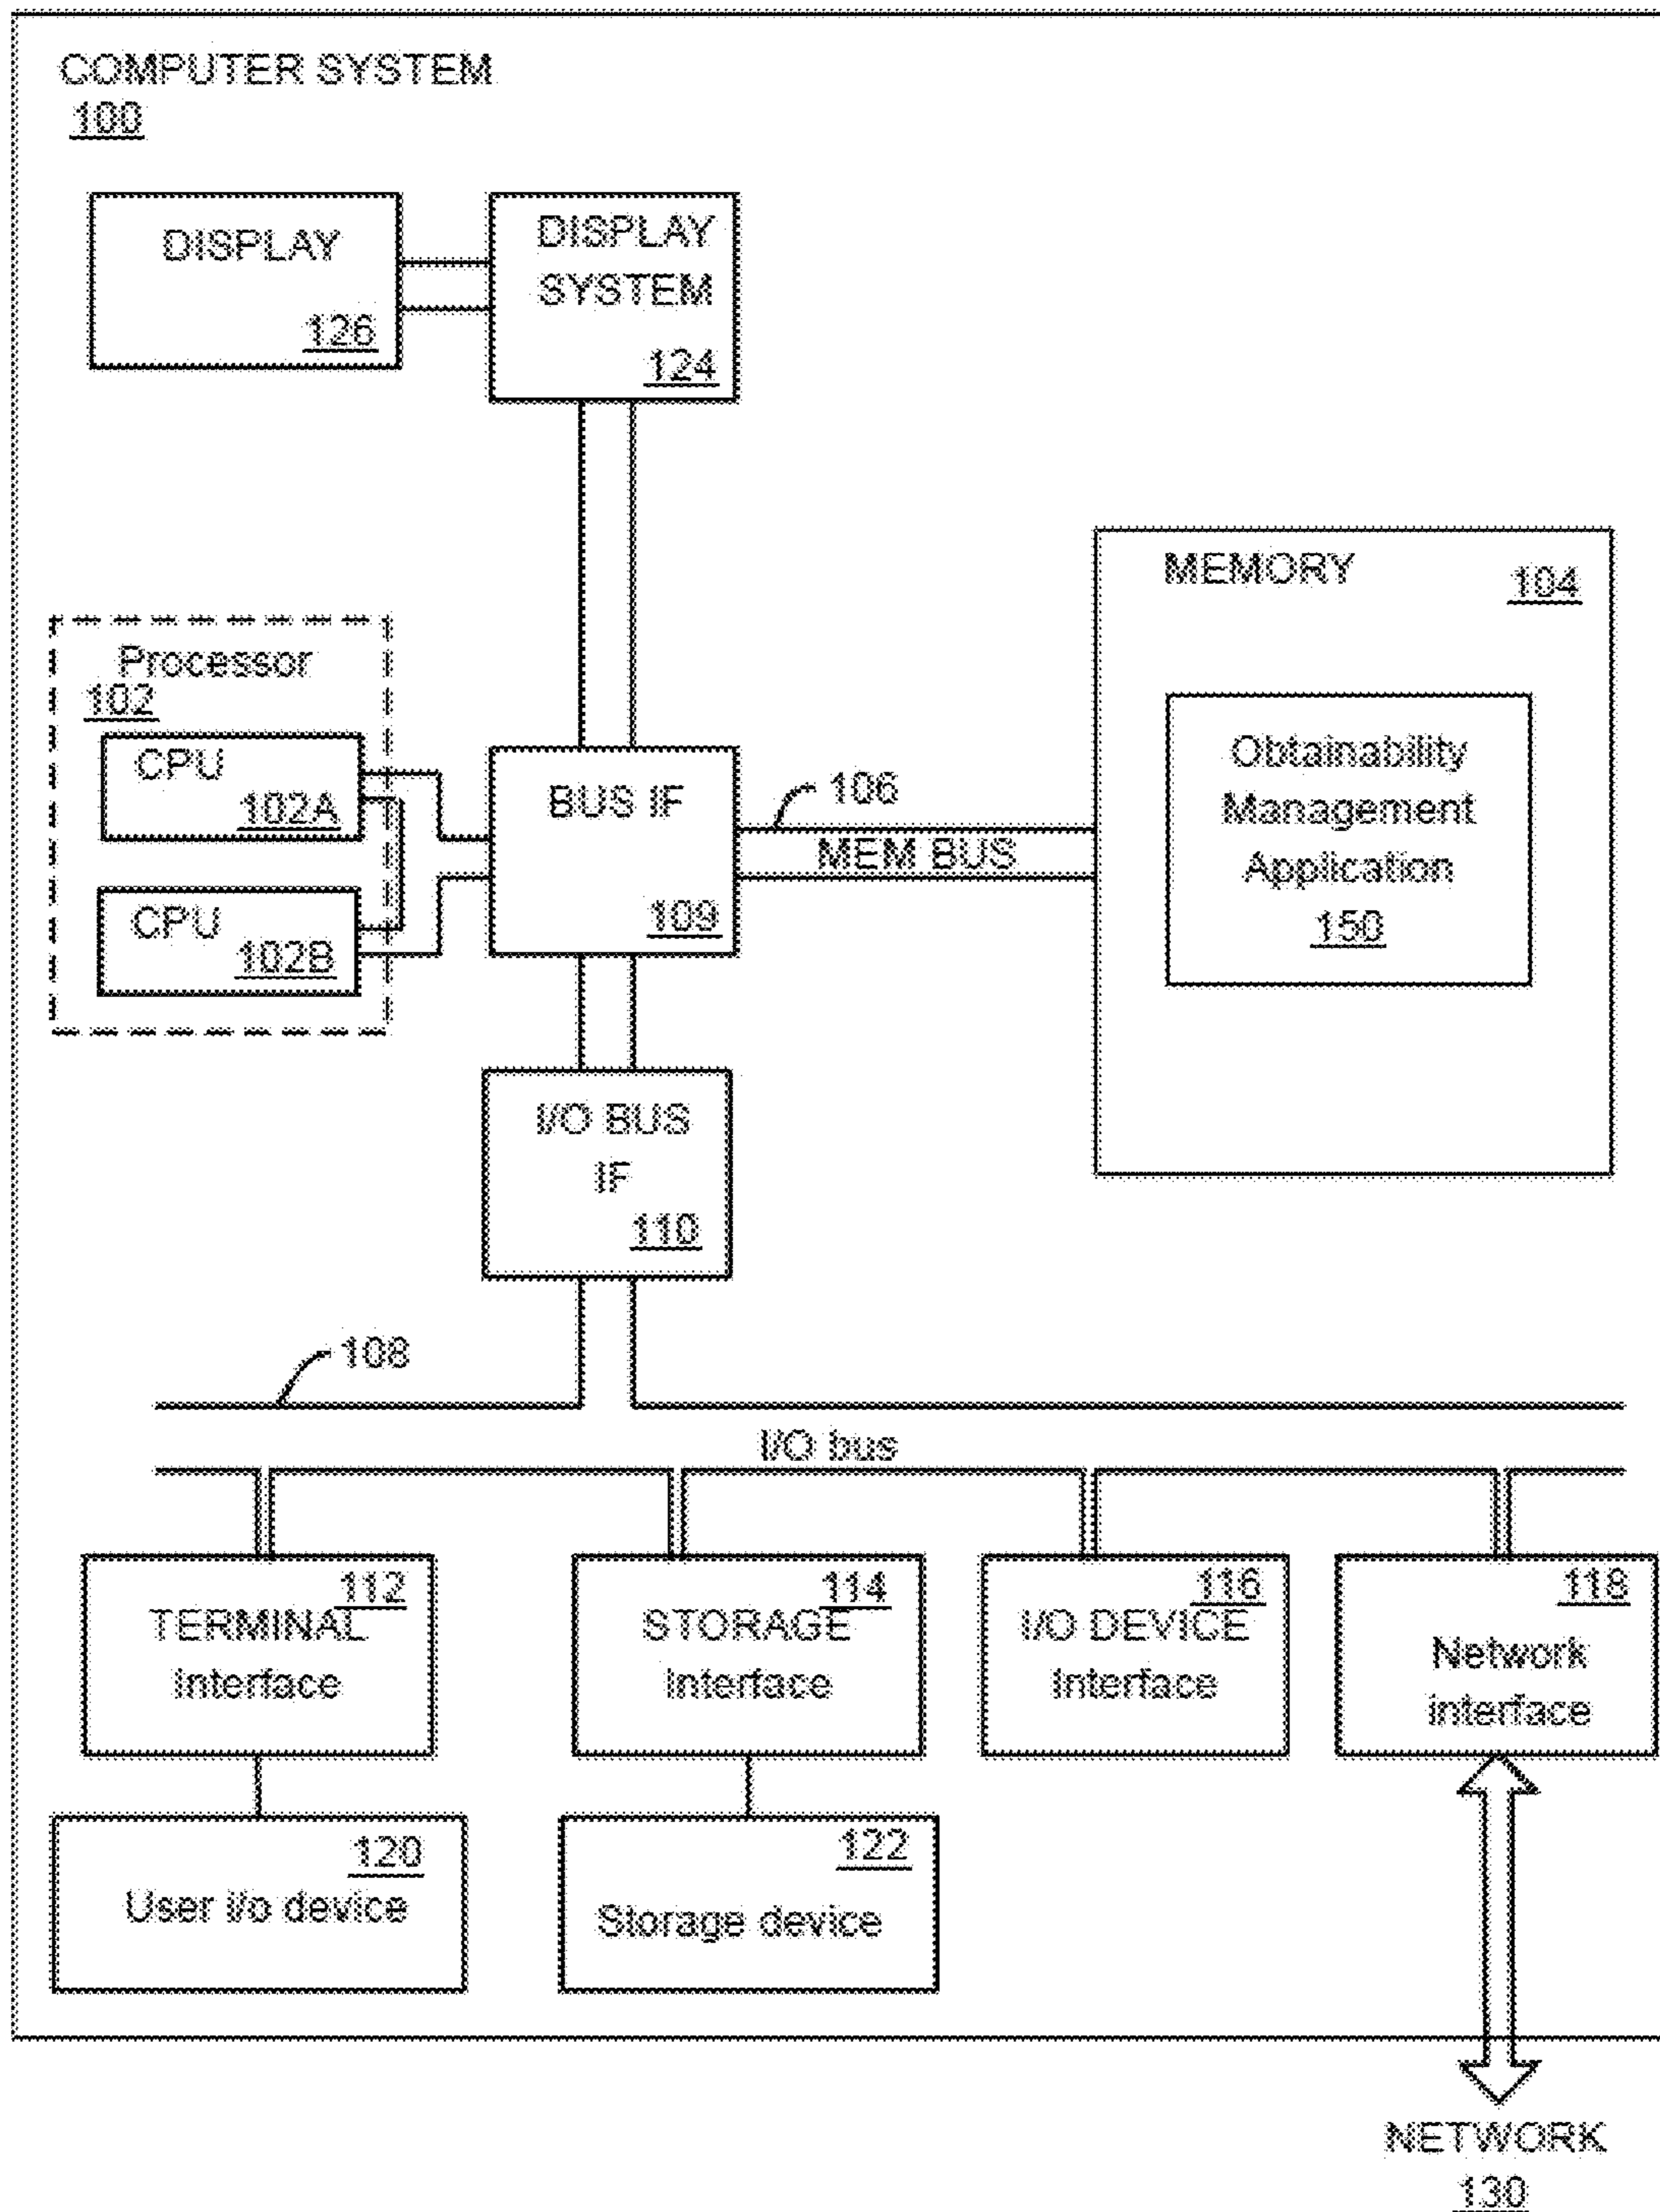 COMPUTER SYSTEM
100
DISPLAY
126
DISPLAY
SYSTEM
124
MEMORY
104
Processor
102
CPU
102A
CPU
102B
BUS IF
109
106
MEM BUS
Obtainability
Management
Application
150
I/O BUS
IF
110
108
I/O bus
112
TERMINAL
interface
114
STORAGE
interface
116
I/O DEVICE
interface
118
Network
interface
120
User i/o device
122
Storage device
NETWORK
130